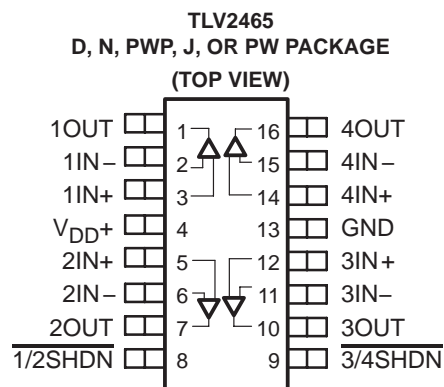 TLV2465
D, N, PWP, J, OR PW PACKAGE
(TOP VIEW)
1OUT 1 16 4OUT
1IN− 2 15 4IN−
1IN+ 3 14 4IN+
VDD+ 4 13 GND
2IN+ 5 12 3IN+
2IN− 6 11 3IN−
2OUT 7 10 3OUT
1/2SHDN 8 9 3/4SHDN